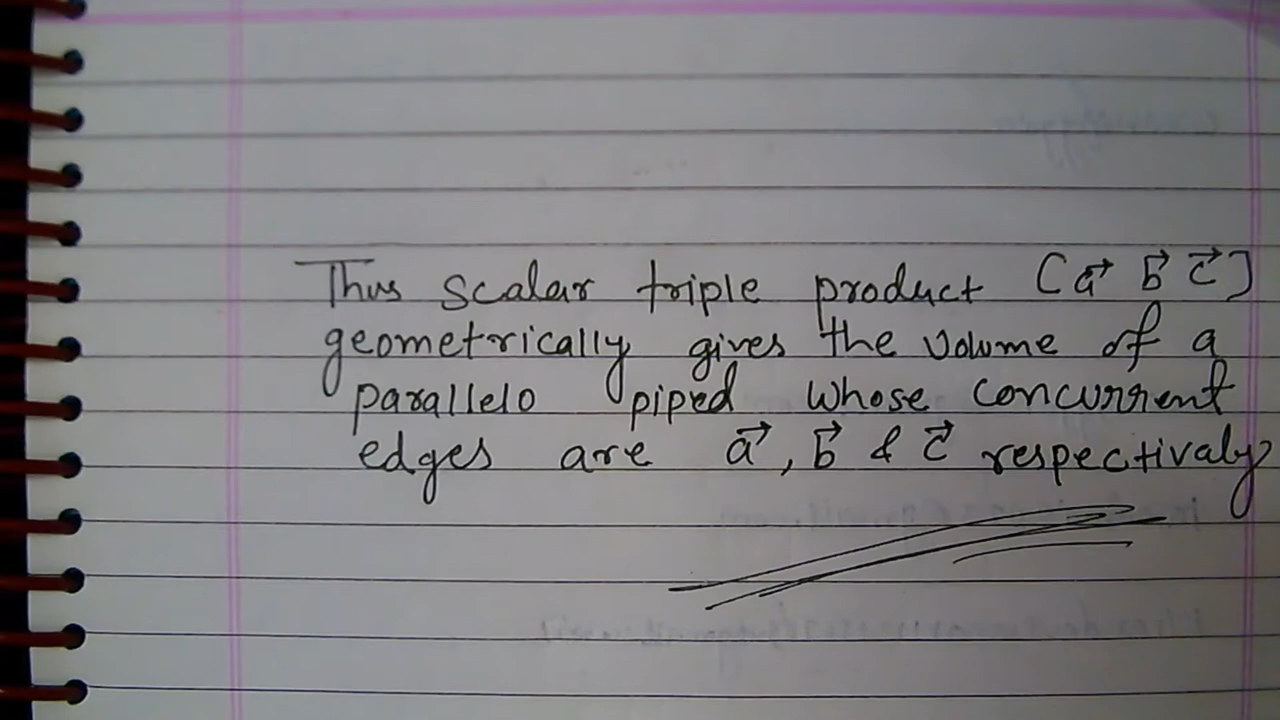 Thus scalar triple product [a⃗ b⃗ c⃗]
geometrically gives the volume of a
parallelo piped whose concurrent
edges are a⃗, b⃗ & c⃗ respectivaly